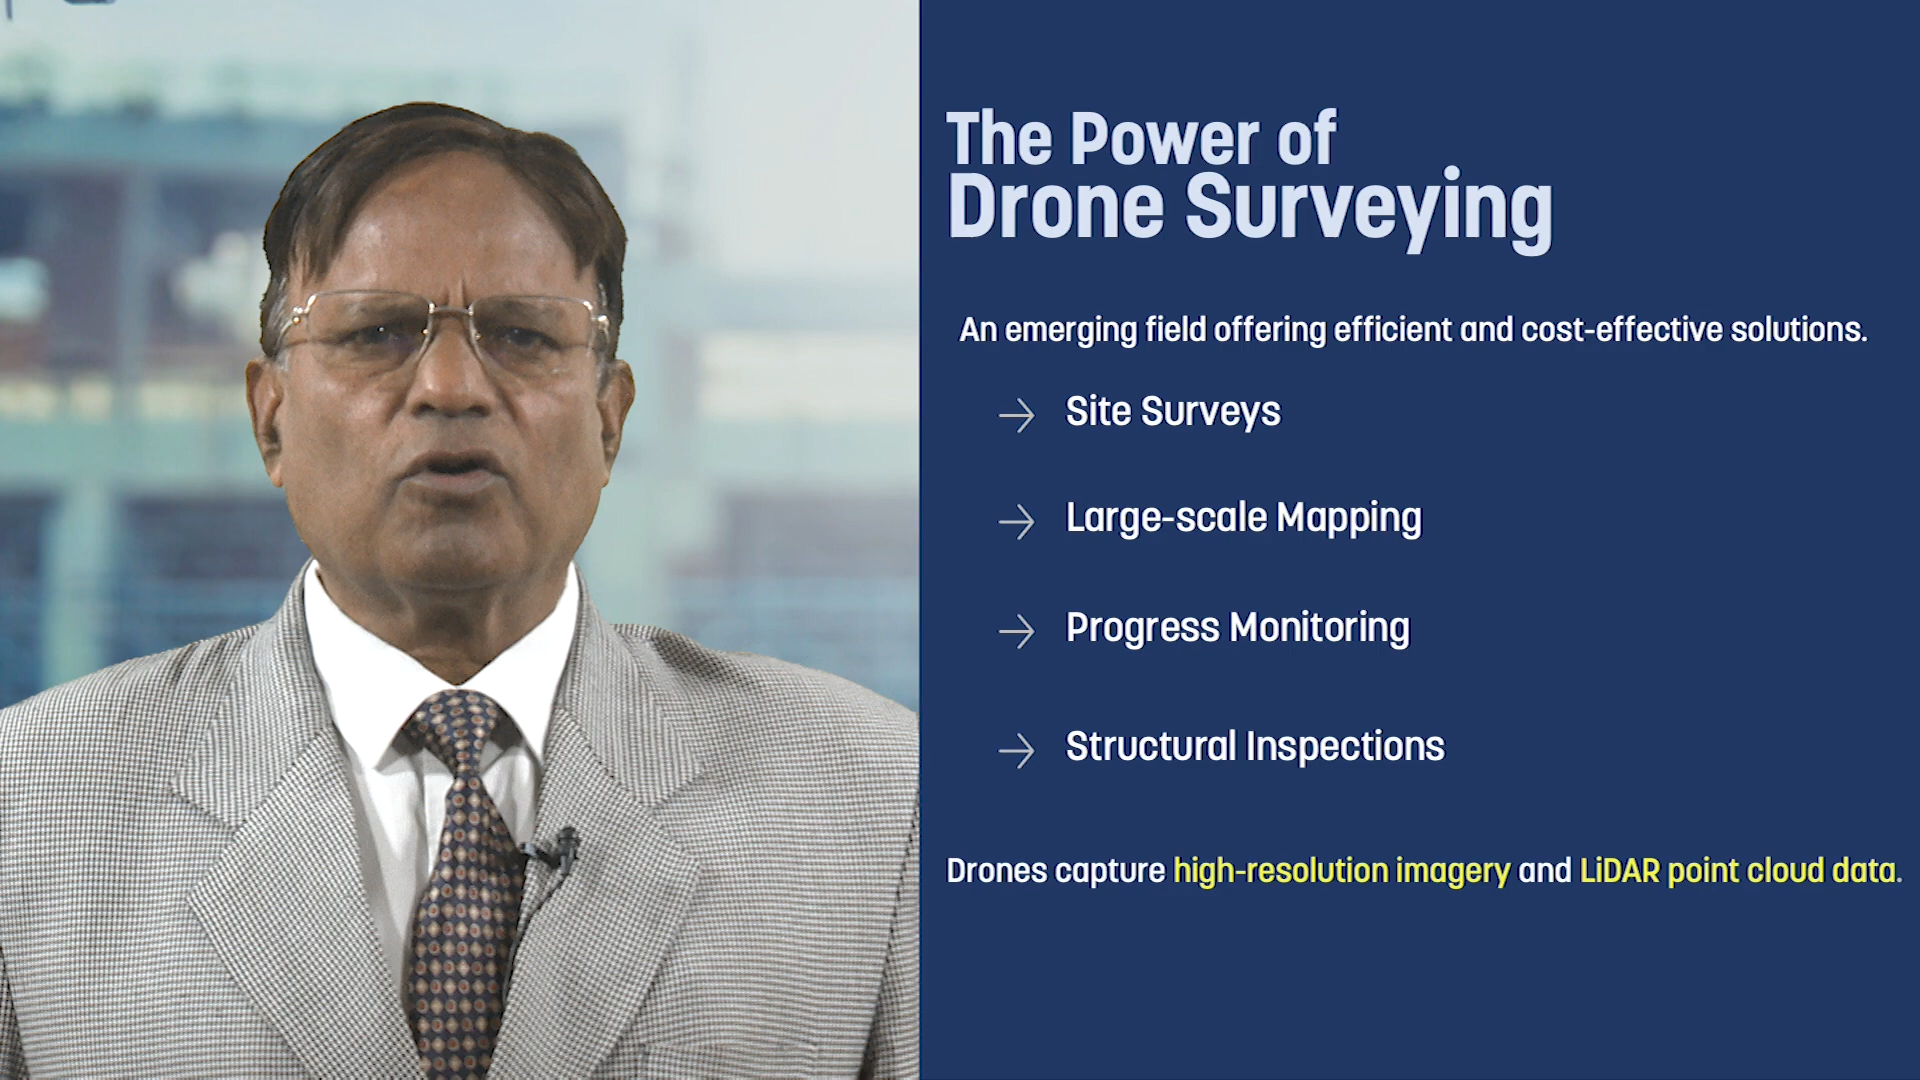 The Power of
Drone Surveying
An emerging field offering efficient and cost-effective solutions.
Site Surveys
Large-scale Mapping
Progress Monitoring
Structural Inspections
Drones capture high-resolution imagery and LiDAR point cloud data.